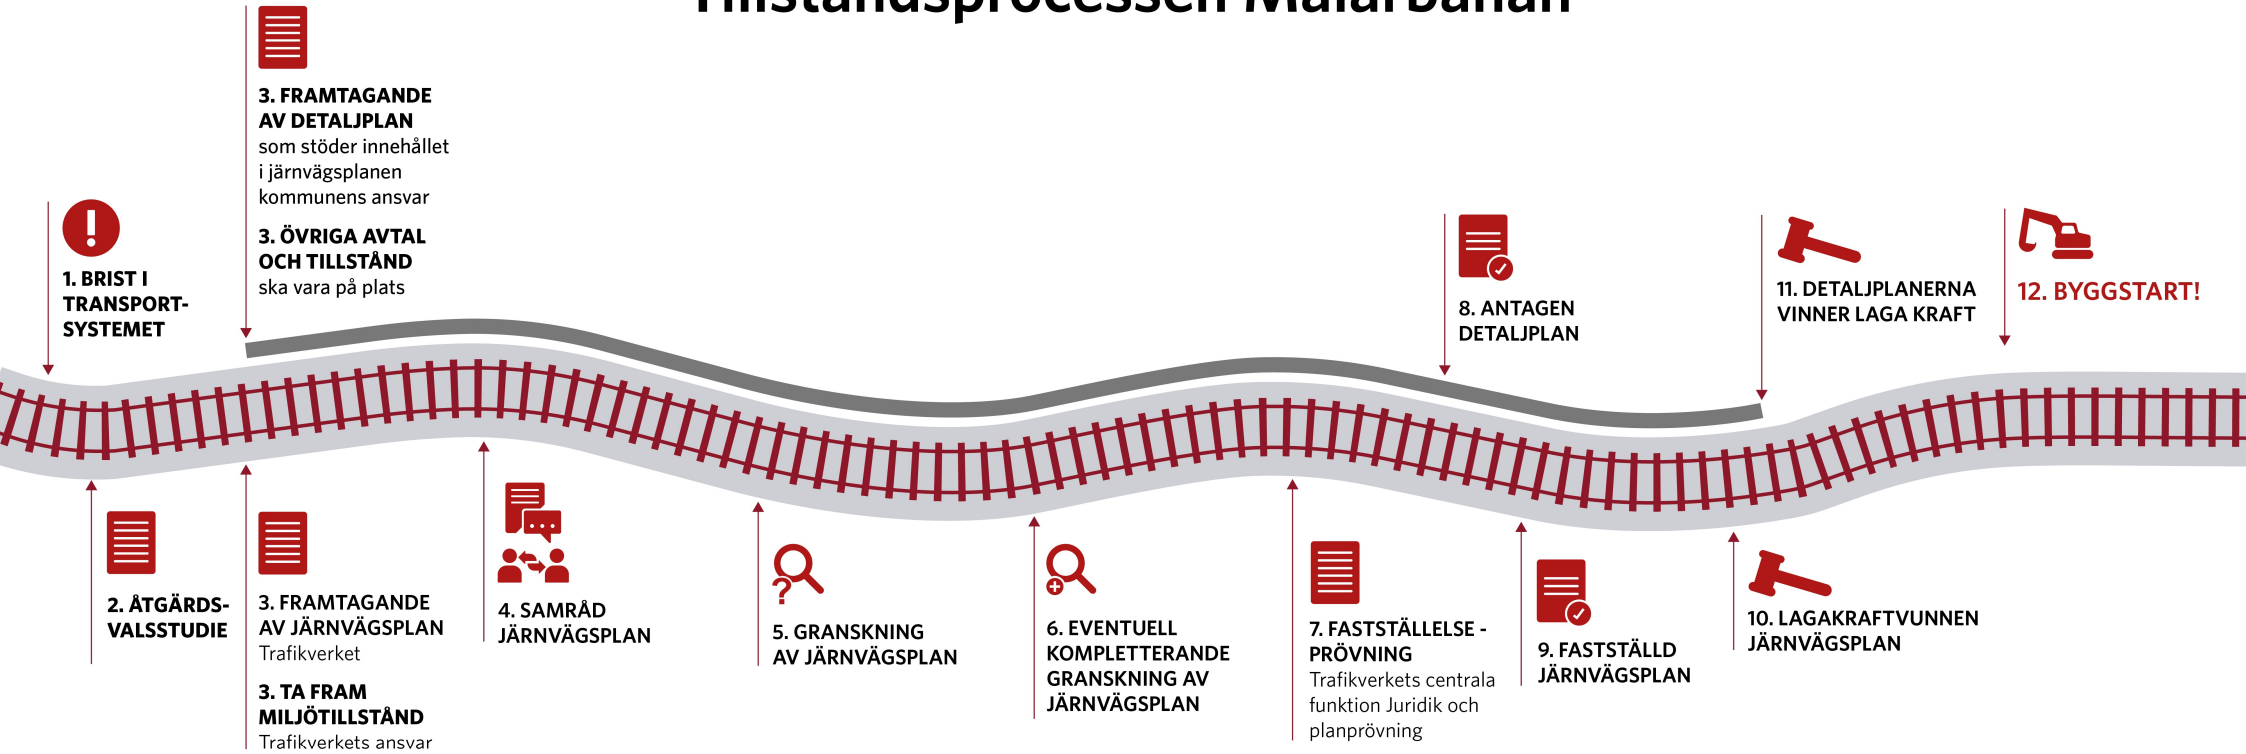 Tillståndsprocessen Mälarbanan
3. FRAMTAGANDE
AV DETALJPLAN
som stöder innehållet
i järnvägsplanen
kommunens ansvar
3. ÖVRIGA AVTAL
OCH TILLSTÅND
ska vara på plats
1. BRIST I
TRANSPORT-
SYSTEMET
8. ANTAGEN
DETALJPLAN
11. DETALJPLANERNA
VINNER LAGA KRAFT
12. BYGGSTART!
2. ÅTGÄRDS-
VALSSTUDIE
3. FRAMTAGANDE
AV JÄRNVÄGSPLAN
Trafikverket
3. TA FRAM
MILJÖTILLSTÅND
Trafikverkets ansvar
4. SAMRÅD
JÄRNVÄGSPLAN
5. GRANSKNING
AV JÄRNVÄGSPLAN
6. EVENTUELL
KOMPLETTERANDE
GRANSKNING AV
JÄRNVÄGSPLAN
7. FASTSTÄLLELSE -
PRÖVNING
Trafikverkets centrala
funktion Juridik och
planprövning
9. FASTSTÄLLD
JÄRNVÄGSPLAN
10. LAGAKRAFTVUNNEN
JÄRNVÄGSPLAN